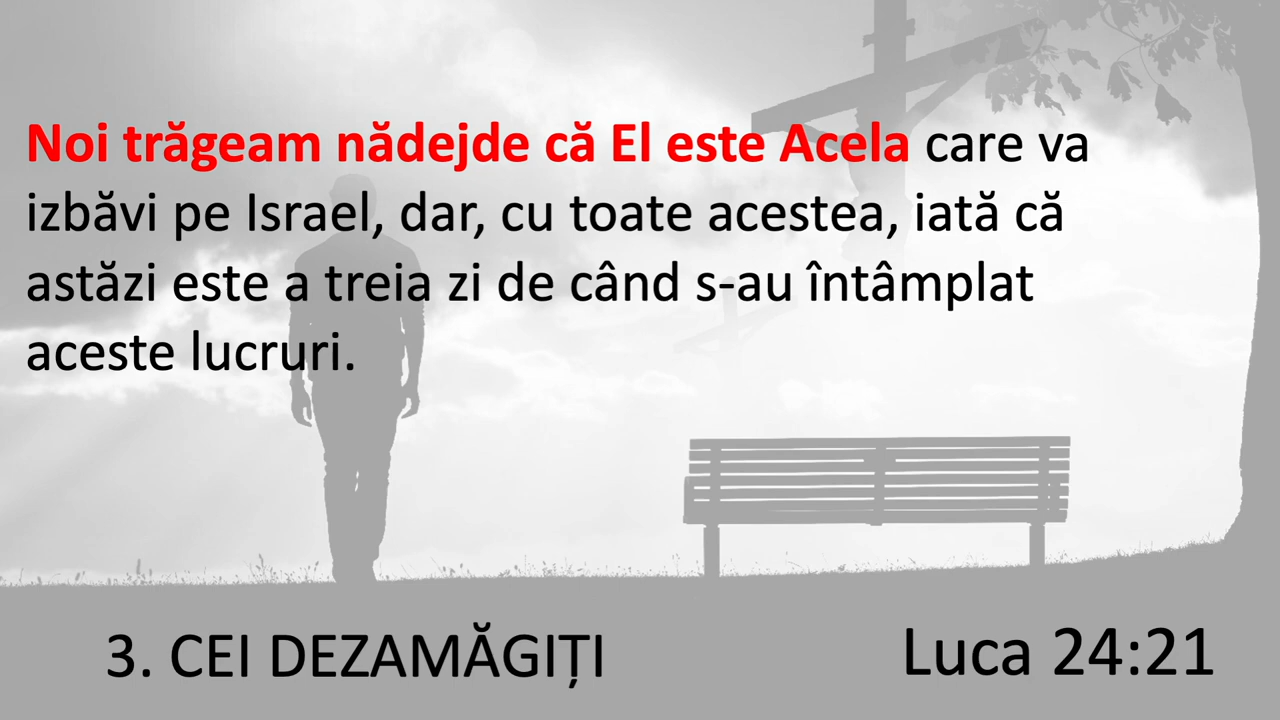 Noi trăgeam nădejde că El este Acela care va
izbăvi pe Israel, dar, cu toate acestea, iată că
astăzi este a treia zi de când s-au întâmplat
aceste lucruri.
3. CEI DEZAMĂGIȚI
Luca 24:21